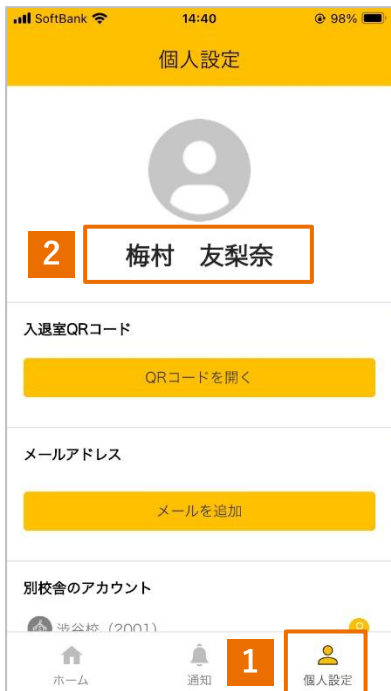 SoftBank 14:40 98%
個人設定
2
梅村 友梨奈
入退室QRコード
QRコードを開く
メールアドレス
メールを追加
別校舎のアカウント
渋谷校（2001）
1
ホーム 通知 個人設定